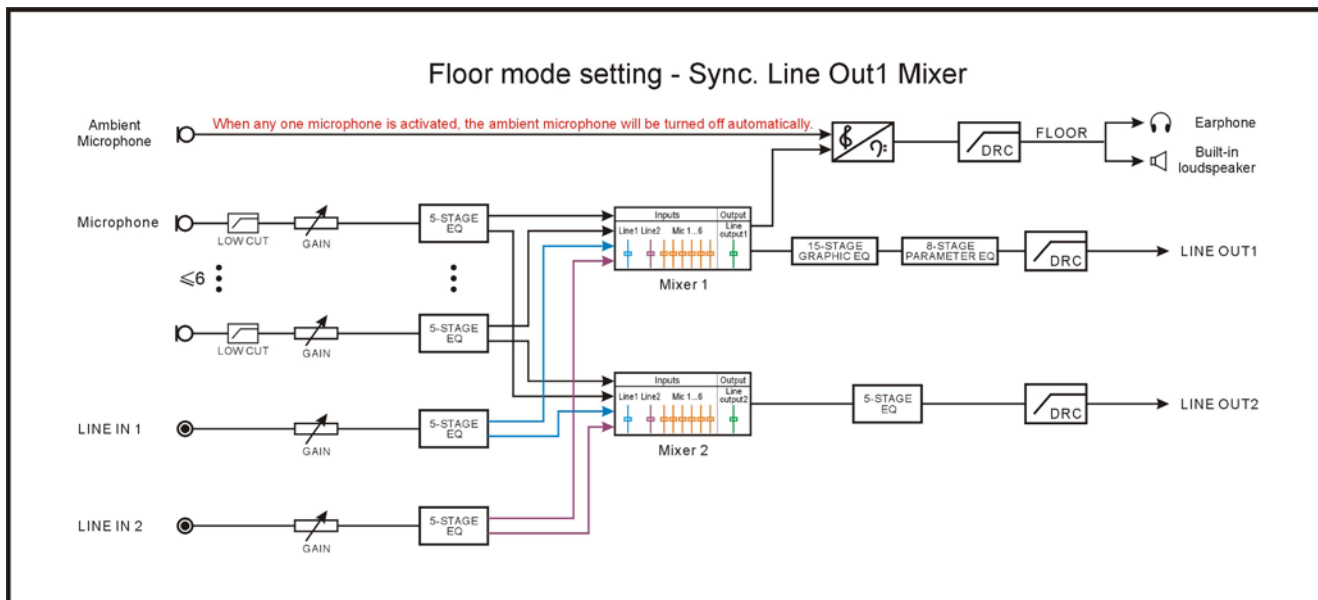 Floor mode setting - Sync. Line Out1 Mixer
Ambient
Microphone
When any one microphone is activated, the ambient microphone will be turned off automatically.
DRC
FLOOR
Earphone
Built-in
loudspeaker
Microphone
LOW CUT
GAIN
5-STAGE
EQ
Inputs
Output
Line1 Line2 Mic 1...6
Line
output1
Mixer 1
15-STAGE
GRAPHIC EQ
8-STAGE
PARAMETER EQ
DRC
LINE OUT1
⩽6
LOW CUT
GAIN
5-STAGE
EQ
Inputs
Output
Line1 Line2 Mic 1...6
Line
output2
Mixer 2
5-STAGE
EQ
DRC
LINE OUT2
LINE IN 1
GAIN
5-STAGE
EQ
LINE IN 2
GAIN
5-STAGE
EQ